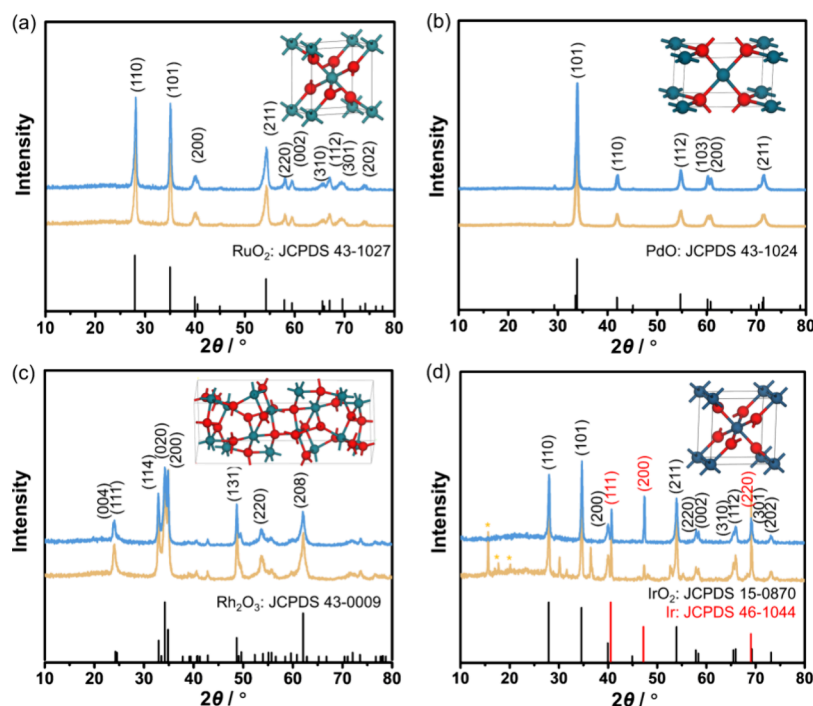 (a)
(110)
(101)
(200)
(211)
(220)
(002)
(310)
(112)
(301)
(202)
Intensity
RuO₂: JCPDS 43-1027
10 20 30 40 50 60 70 80
2θ / °
(b)
(101)
(110)
(112)
(103)
(200)
(211)
Intensity
PdO: JCPDS 43-1024
10 20 30 40 50 60 70 80
2θ / °
(c)
(004)
(111)
(114)
(020)
(200)
(131)
(220)
(208)
Intensity
Rh₂O₃: JCPDS 43-0009
10 20 30 40 50 60 70 80
2θ / °
(d)
(110)
(101)
(200)
(111)
(200)
(211)
(220)
(002)
(310)
(112)
(220)
(301)
(202)
Intensity
IrO₂: JCPDS 15-0870
Ir: JCPDS 46-1044
10 20 30 40 50 60 70 80
2θ / °